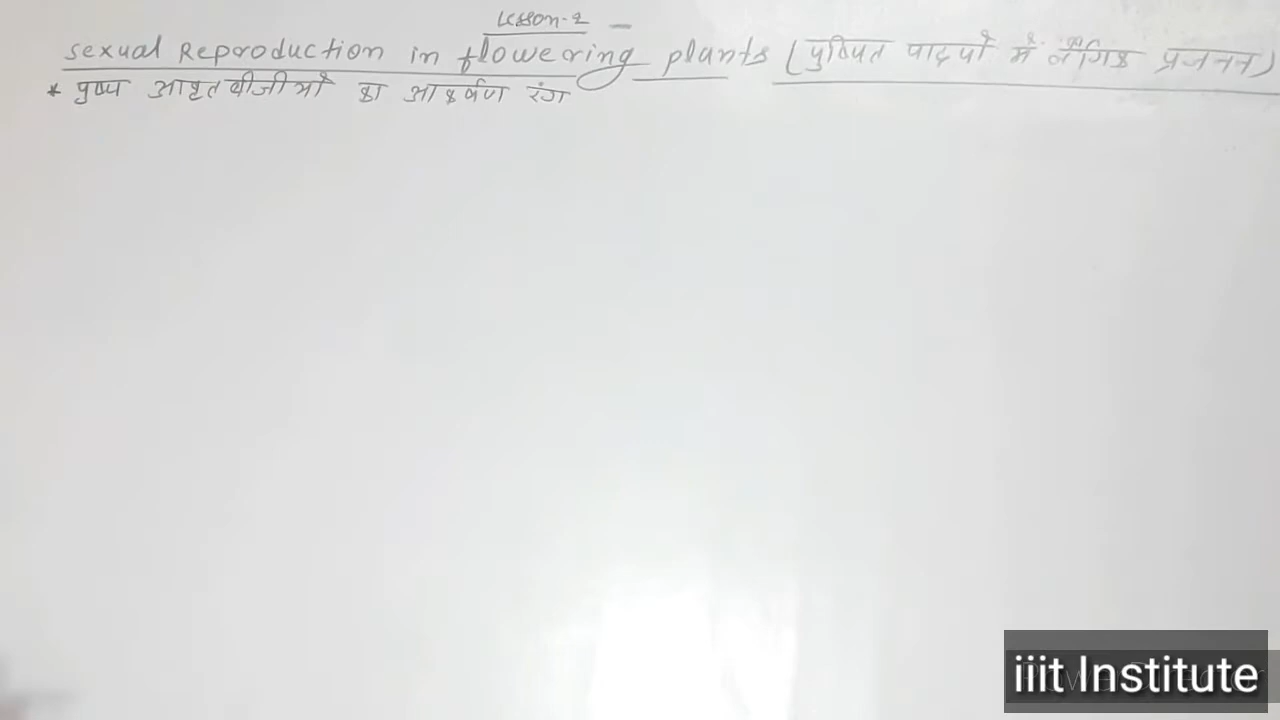 Lesson-2
Sexual Reproduction in flowering plants (पुष्पित पादपों में लैंगिक प्रजनन)
* पुष्प आवृतबीजीयों का आकर्षण रंग
iiit Institute